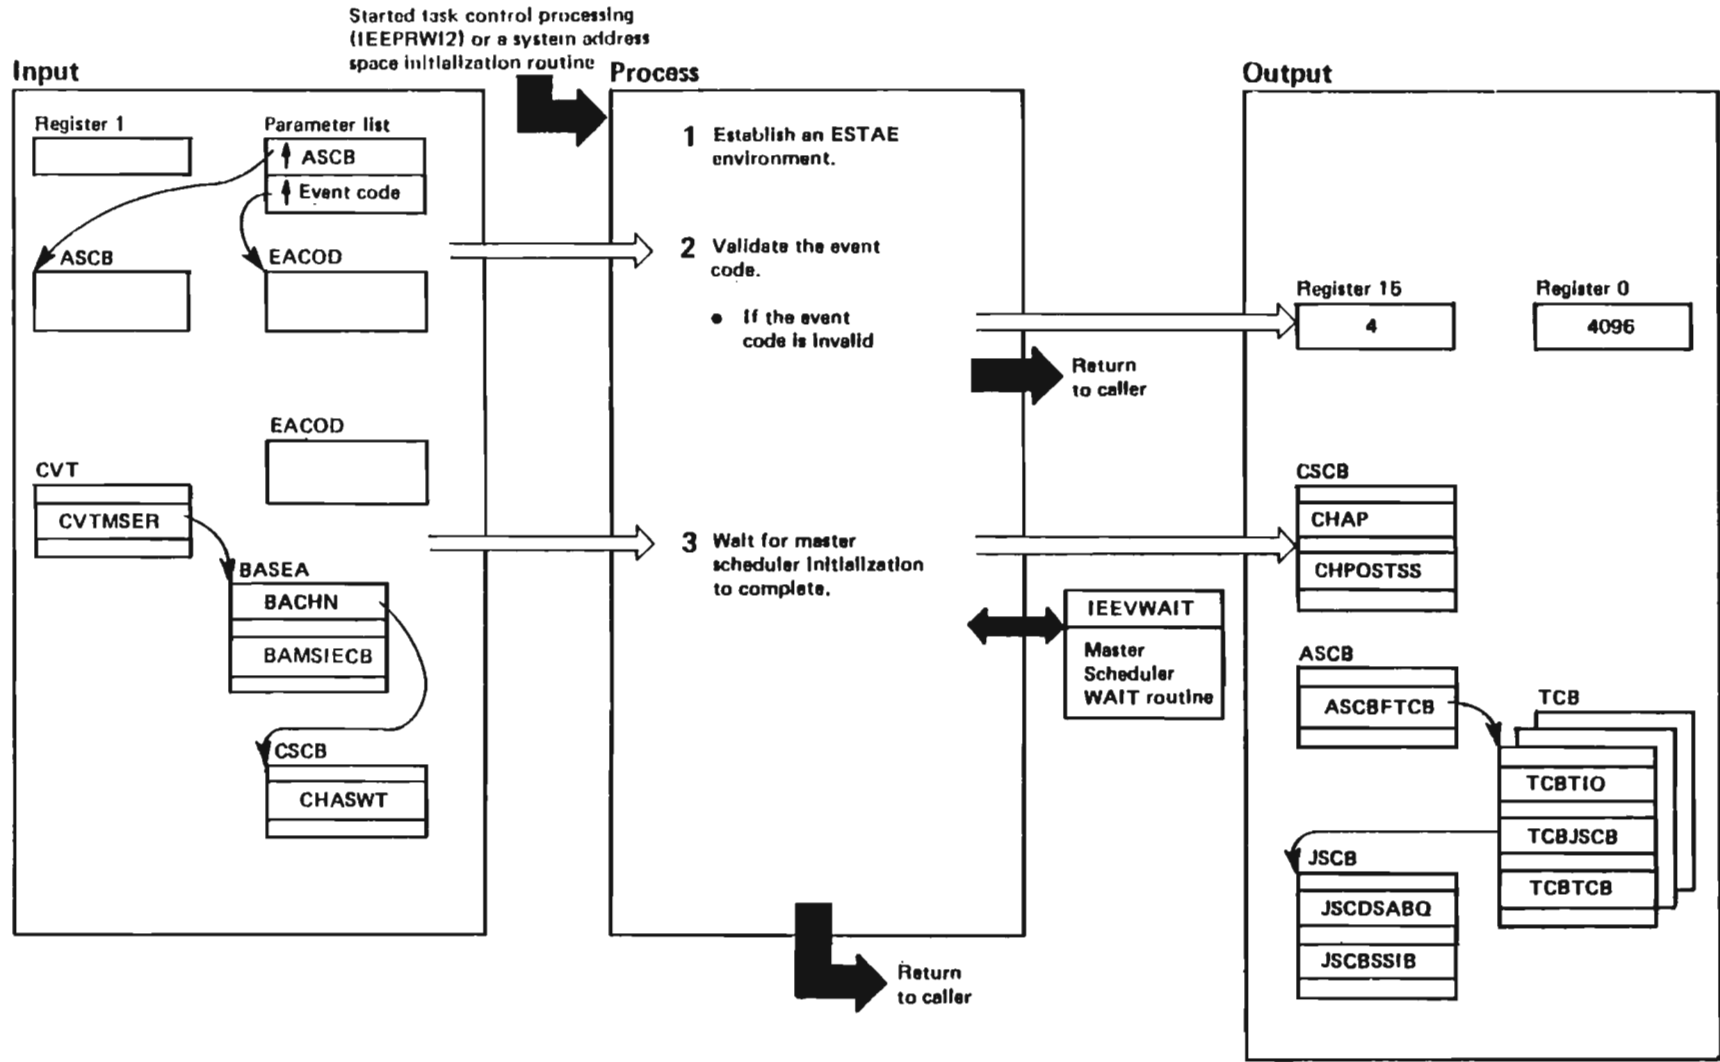 Started task control processing
(IEEPRWI2) or a system address
space initialization routine
Input
Process
Output
Register 1
Parameter list
ASCB
Event code
ASCB
EACOD
1 Establish an ESTAE
environment.
2 Validate the event
code.
• If the event
code is invalid
Register 15
4
Register 0
4096
Return
to caller
EACOD
CVT
CVTMSER
BASEA
BACHN
BAMSIECB
CSCB
CHASWT
3 Wait for master
scheduler initialization
to complete.
IEEVWAIT
Master
Scheduler
WAIT routine
CSCB
CHAP
CHPOSTSS
ASCB
ASCBFTCB
TCB
TCBTIO
TCBJSCB
TCBTCB
JSCB
JSCDSABQ
JSCBSSIB
Return
to caller